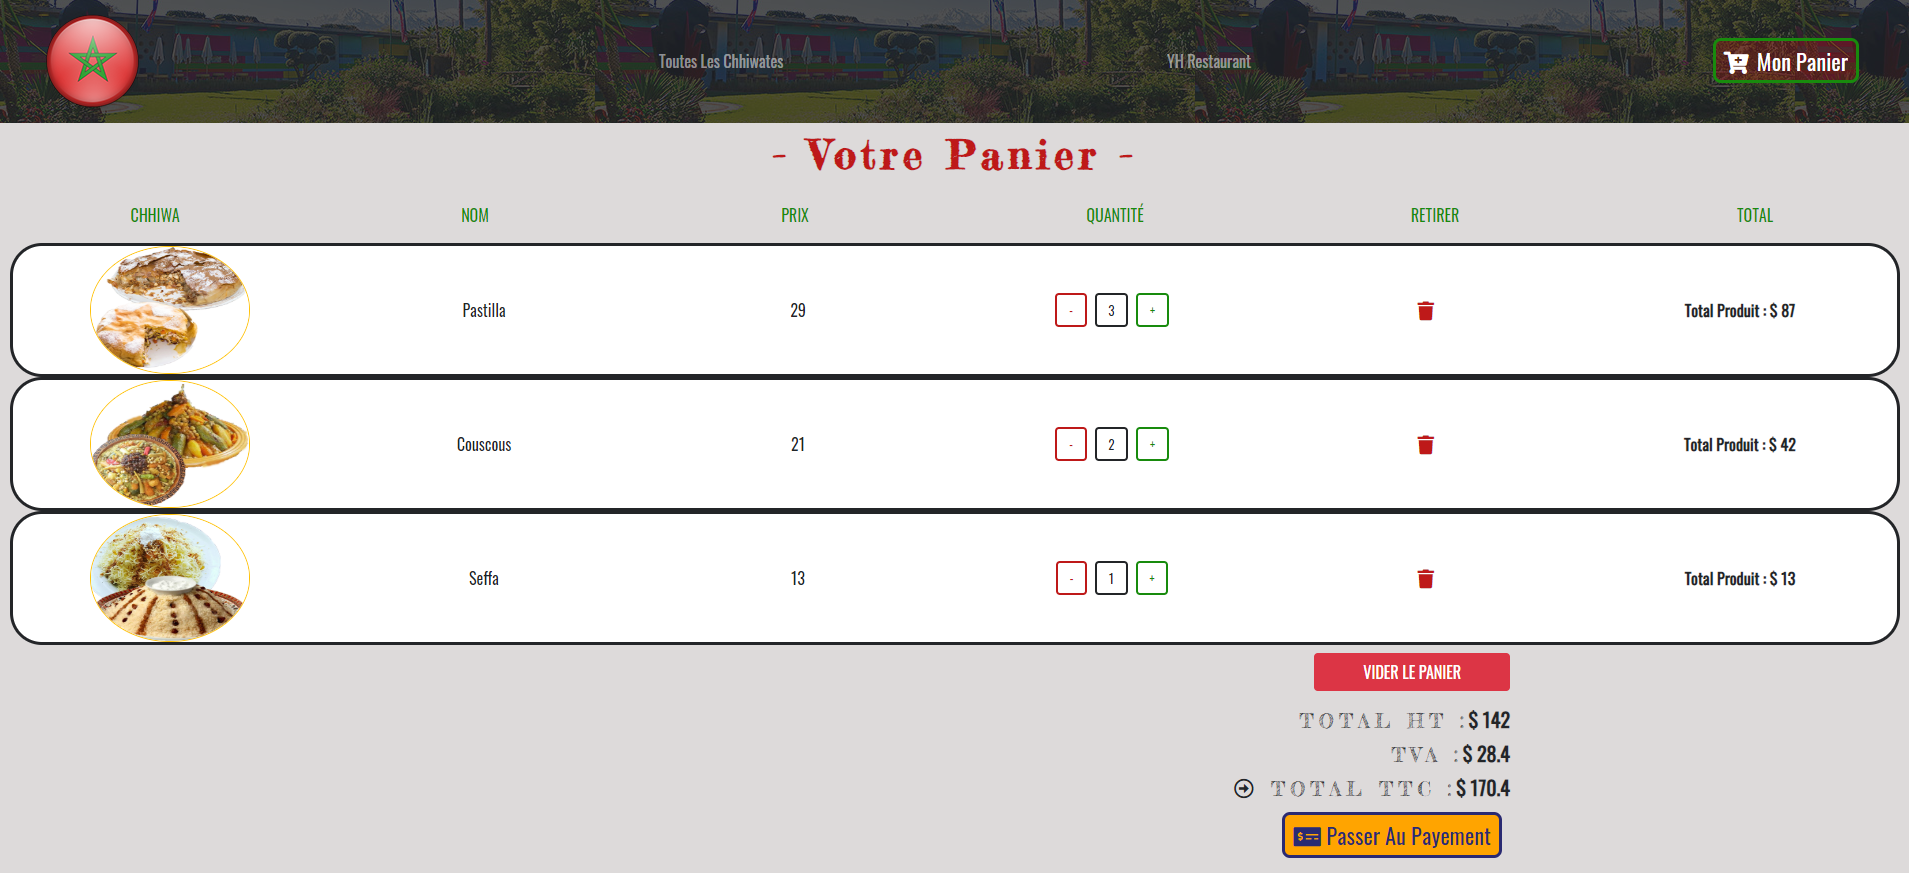 Toutes Les Chhiwates YH Restaurant Mon Panier
- Votre Panier -
CHHIWA NOM PRIX QUANTITÉ RETIRER TOTAL
Pastilla 29 - 3 + Total Produit : $ 87
Couscous 21 - 2 + Total Produit : $ 42
Seffa 13 - 1 + Total Produit : $ 13
VIDER LE PANIER
TOTAL HT : $ 142
TVA : $ 28.4
TOTAL TTC : $ 170.4
Passer Au Payement